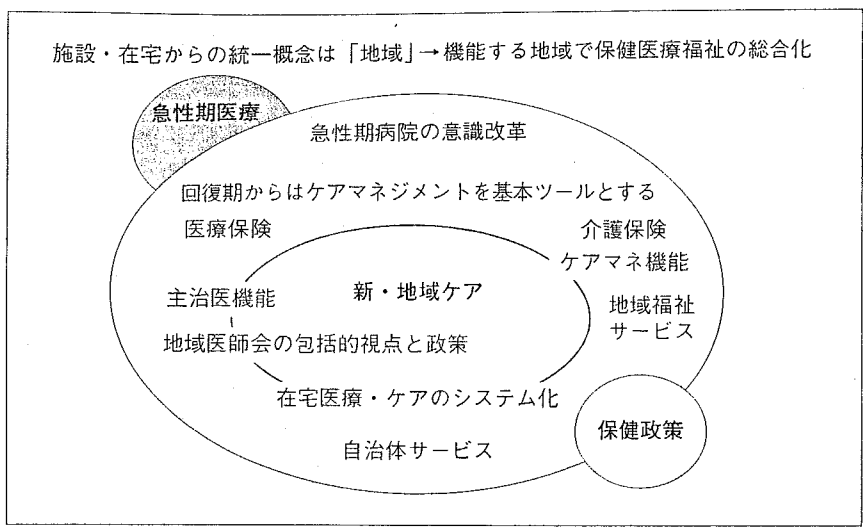 施設・在宅からの統一概念は「地域」→機能する地域で保健医療福祉の総合化
急性期医療
急性期病院の意識改革
回復期からはケアマネジメントを基本ツールとする
医療保険
介護保険
ケアマネ機能
主治医機能
新・地域ケア
地域福祉
サービス
地域医師会の包括的視点と政策
在宅医療・ケアのシステム化
保健政策
自治体サービス